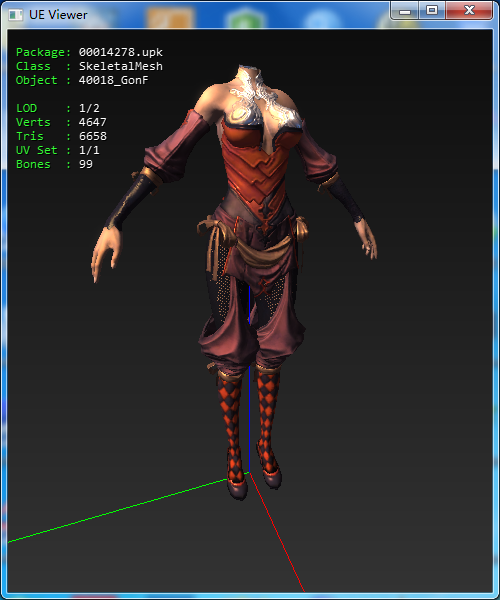 UE Viewer
Package: 00014278.upk
Class : SkeletalMesh
Object : 40018_GonF
LOD : 1/2
Verts : 4647
Tris : 6658
UV Set : 1/1
Bones : 99